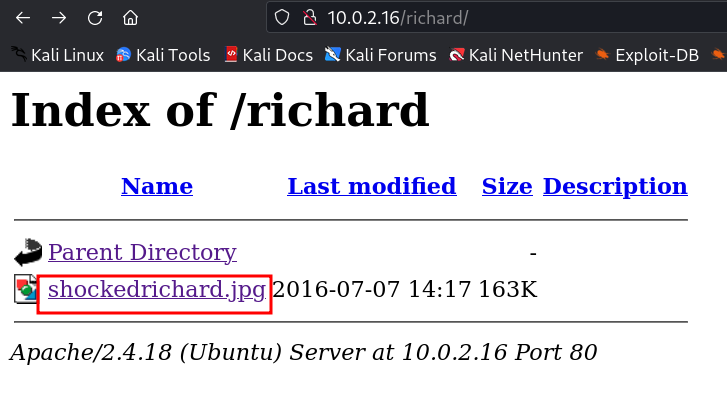 10.0.2.16/richard/
Kali Linux Kali Tools Kali Docs Kali Forums Kali NetHunter Exploit-DB
Index of /richard
Name Last modified Size Description
Parent Directory -
shockedrichard.jpg 2016-07-07 14:17 163K
Apache/2.4.18 (Ubuntu) Server at 10.0.2.16 Port 80